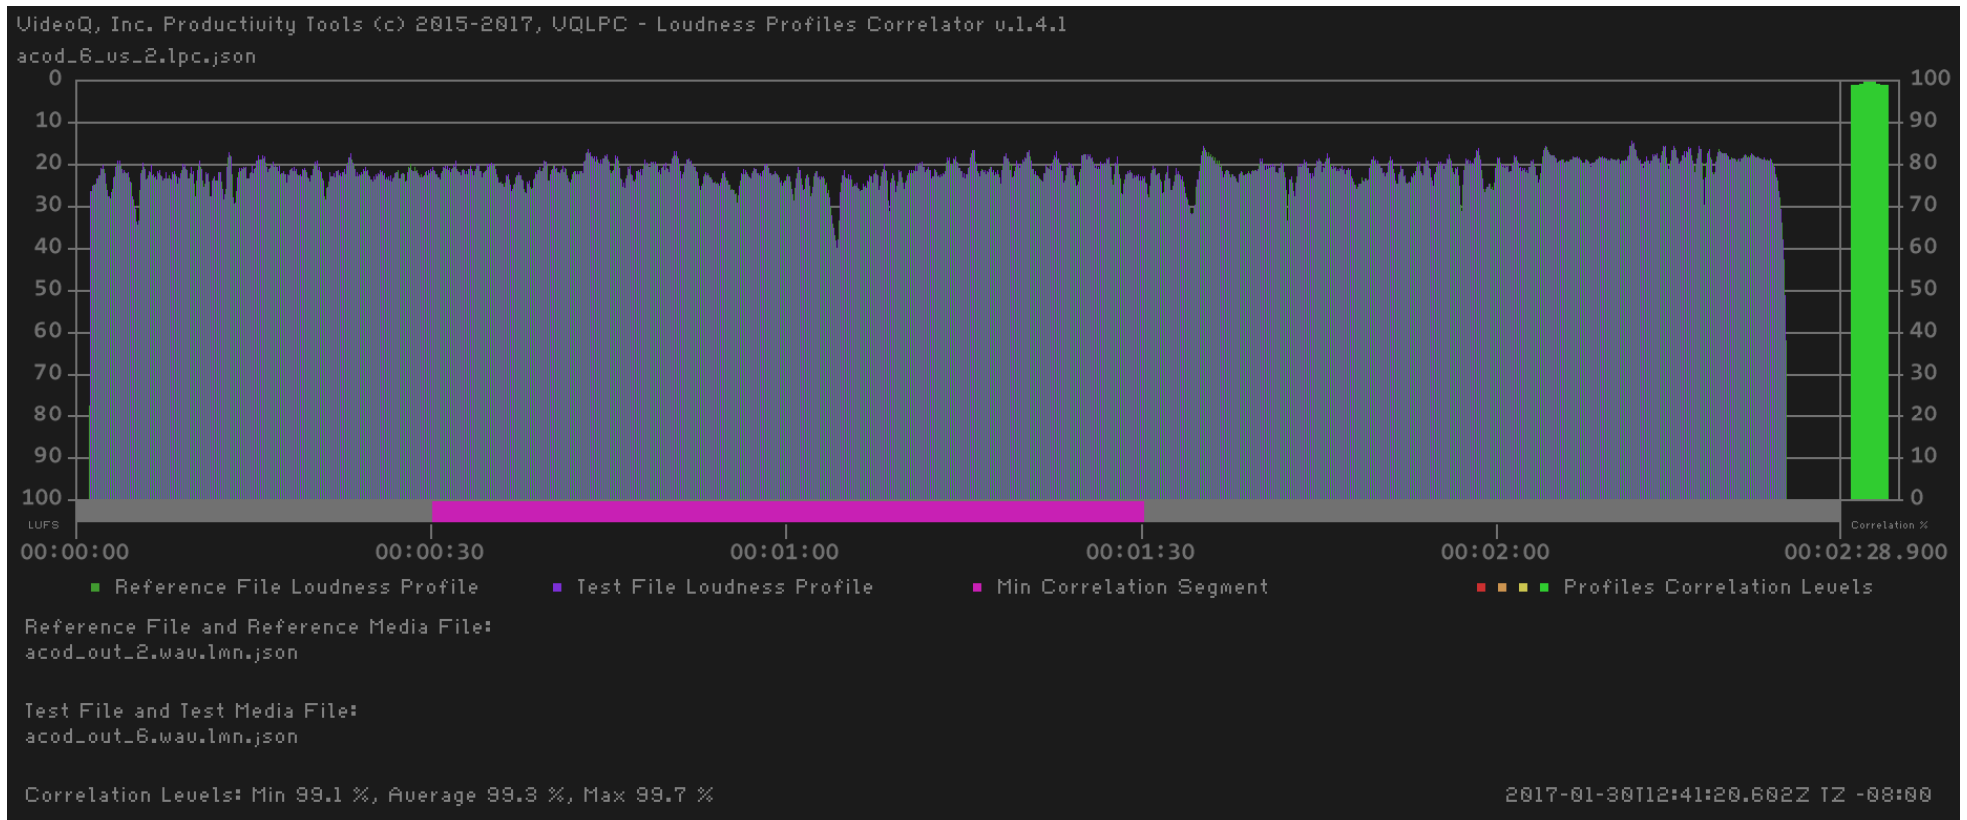 VideoQ, Inc. Productivity Tools (c) 2015-2017, VQLPC - Loudness Profiles Correlator v.1.4.1
acod_6_vs_2.lpc.json
0 100
10 90
20 80
30 70
40 60
50 50
60 40
70 30
80 20
90 10
100 0
LUFS Correlation %
00:00:00 00:00:30 00:01:00 00:01:30 00:02:00 00:02:28.900
Reference File Loudness Profile Test File Loudness Profile Min Correlation Segment Profiles Correlation Levels
Reference File and Reference Media File:
acod_out_2.wav.lmn.json
Test File and Test Media File:
acod_out_6.wav.lmn.json
Correlation Levels: Min 99.1 %, Average 99.3 %, Max 99.7 % 2017-01-30T12:41:20.602Z TZ -08:00